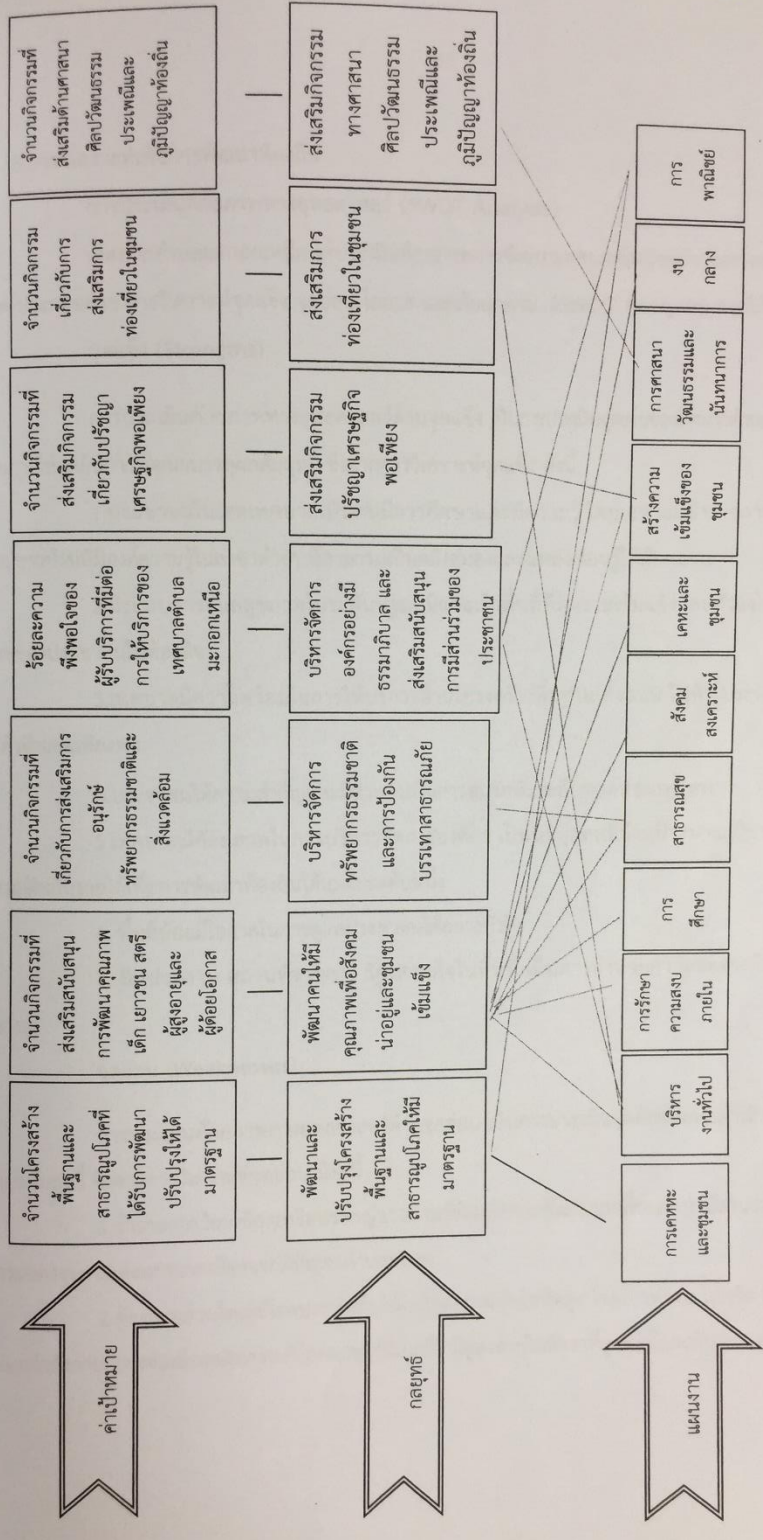 ค่าเป้าหมาย
จำนวนโครงสร้าง
พื้นฐานและ
สาธารณูปโภคที่
ได้รับการพัฒนา
ปรับปรุงให้ได้
มาตรฐาน
จำนวนกิจกรรมที่
ส่งเสริมสนับสนุน
การพัฒนาคุณภาพ
เด็ก เยาวชน สตรี
ผู้สูงอายุและ
ผู้ด้อยโอกาส
จำนวนกิจกรรมที่
เกี่ยวกับการส่งเสริมการ
อนุรักษ์
ทรัพยากรธรรมชาติและ
สิ่งแวดล้อม
ร้อยละความ
พึงพอใจของ
ผู้รับบริการที่มีต่อ
การให้บริการของ
เทศบาลตำบล
มะกอกเหนือ
จำนวนกิจกรรมที่
ส่งเสริมกิจกรรม
เกี่ยวกับปรัชญา
เศรษฐกิจพอเพียง
จำนวนกิจกรรม
เกี่ยวกับการ
ส่งเสริมการ
ท่องเที่ยวในชุมชน
จำนวนกิจกรรมที่
ส่งเสริมด้านศาสนา
ศิลปวัฒนธรรม
ประเพณีและ
ภูมิปัญญาท้องถิ่น
กลยุทธ์
พัฒนาและ
ปรับปรุงโครงสร้าง
พื้นฐานและ
สาธารณูปโภคให้มี
มาตรฐาน
พัฒนาคนให้มี
คุณภาพเพื่อสังคม
น่าอยู่และชุมชน
เข้มแข็ง
บริหารจัดการ
ทรัพยากรธรรมชาติ
และการป้องกัน
บรรเทาสาธารณภัย
บริหารจัดการ
องค์กรอย่างมี
ธรรมาภิบาล และ
ส่งเสริมสนับสนุน
การมีส่วนร่วมของ
ประชาชน
ส่งเสริมกิจกรรม
ปรัชญาเศรษฐกิจ
พอเพียง
ส่งเสริมการ
ท่องเที่ยวในชุมชน
ส่งเสริมกิจกรรม
ทางศาสนา
ศิลปวัฒนธรรม
ประเพณีและ
ภูมิปัญญาท้องถิ่น
แผนงาน
การเคหหะ
และชุมชน
บริหาร
งานทั่วไป
การรักษา
ความสงบ
ภายใน
การ
ศึกษา
สาธารณสุข
สังคม
สงเคราะห์
เคหะและ
ชุมชน
สร้างความ
เข้มแข็งของ
ชุมชน
การศาสนา
วัฒนธรรมและ
นันทนาการ
งบ
กลาง
การ
พาณิชย์